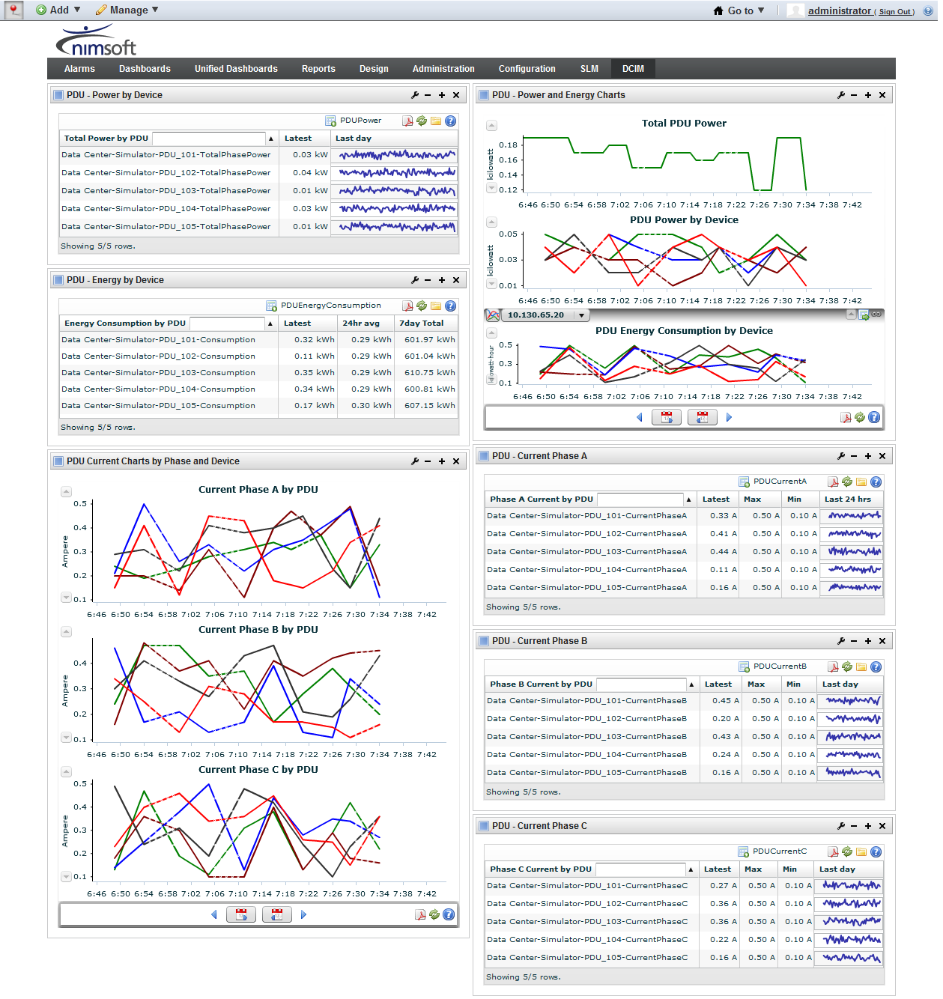 Add Manage Go to administrator ( Sign Out )
nimsoft
Alarms Dashboards Unified Dashboards Reports Design Administration Configuration SLM DCIM
PDU - Power by Device
PDUPower
Total Power by PDU Latest Last day
Data Center-Simulator-PDU_101-TotalPhasePower 0.03 kW
Data Center-Simulator-PDU_102-TotalPhasePower 0.04 kW
Data Center-Simulator-PDU_103-TotalPhasePower 0.01 kW
Data Center-Simulator-PDU_104-TotalPhasePower 0.03 kW
Data Center-Simulator-PDU_105-TotalPhasePower 0.01 kW
Showing 5/5 rows.
PDU - Energy by Device
PDUEnergyConsumption
Energy Consumption by PDU Latest 24hr avg 7day Total
Data Center-Simulator-PDU_101-Consumption 0.32 kWh 0.29 kWh 601.97 kWh
Data Center-Simulator-PDU_102-Consumption 0.11 kWh 0.29 kWh 601.04 kWh
Data Center-Simulator-PDU_103-Consumption 0.35 kWh 0.29 kWh 610.75 kWh
Data Center-Simulator-PDU_104-Consumption 0.34 kWh 0.29 kWh 600.81 kWh
Data Center-Simulator-PDU_105-Consumption 0.17 kWh 0.30 kWh 607.15 kWh
Showing 5/5 rows.
PDU Current Charts by Phase and Device
Current Phase A by PDU
Ampere
0.5
0.4
0.3
0.2
0.1
6:46 6:50 6:54 6:58 7:02 7:06 7:10 7:14 7:18 7:22 7:26 7:30 7:34 7:38 7:42
Current Phase B by PDU
Ampere
0.4
0.3
0.2
0.1
6:46 6:50 6:54 6:58 7:02 7:06 7:10 7:14 7:18 7:22 7:26 7:30 7:34 7:38 7:42
Current Phase C by PDU
Ampere
0.5
0.4
0.3
0.2
0.1
6:46 6:50 6:54 6:58 7:02 7:06 7:10 7:14 7:18 7:22 7:26 7:30 7:34 7:38 7:42
PDU - Power and Energy Charts
Total PDU Power
kilowatt
0.18
0.16
0.14
0.12
6:46 6:50 6:54 6:58 7:02 7:06 7:10 7:14 7:18 7:22 7:26 7:30 7:34 7:38 7:42
PDU Power by Device
kilowatt
0.05
0.03
0.01
6:46 6:50 6:54 6:58 7:02 7:06 7:10 7:14 7:18 7:22 7:26 7:30 7:34 7:38 7:42
10.130.65.20
PDU Energy Consumption by Device
kilowatt-hour
0.5
0.3
0.1
6:46 6:50 6:54 6:58 7:02 7:06 7:10 7:14 7:18 7:22 7:26 7:30 7:34 7:38 7:42
PDU - Current Phase A
PDUCurrentA
Phase A Current by PDU Latest Max Min Last 24 hrs
Data Center-Simulator-PDU_101-CurrentPhaseA 0.33 A 0.50 A 0.10 A
Data Center-Simulator-PDU_102-CurrentPhaseA 0.41 A 0.50 A 0.10 A
Data Center-Simulator-PDU_103-CurrentPhaseA 0.44 A 0.50 A 0.10 A
Data Center-Simulator-PDU_104-CurrentPhaseA 0.11 A 0.50 A 0.10 A
Data Center-Simulator-PDU_105-CurrentPhaseA 0.16 A 0.50 A 0.10 A
Showing 5/5 rows.
PDU - Current Phase B
PDUCurrentB
Phase B Current by PDU Latest Max Min Last day
Data Center-Simulator-PDU_101-CurrentPhaseB 0.45 A 0.50 A 0.10 A
Data Center-Simulator-PDU_102-CurrentPhaseB 0.20 A 0.50 A 0.10 A
Data Center-Simulator-PDU_103-CurrentPhaseB 0.43 A 0.50 A 0.10 A
Data Center-Simulator-PDU_104-CurrentPhaseB 0.24 A 0.50 A 0.10 A
Data Center-Simulator-PDU_105-CurrentPhaseB 0.16 A 0.50 A 0.10 A
Showing 5/5 rows.
PDU - Current Phase C
PDUCurrentC
Phase C Current by PDU Latest Max Min Last day
Data Center-Simulator-PDU_101-CurrentPhaseC 0.27 A 0.50 A 0.10 A
Data Center-Simulator-PDU_102-CurrentPhaseC 0.36 A 0.50 A 0.10 A
Data Center-Simulator-PDU_103-CurrentPhaseC 0.36 A 0.50 A 0.10 A
Data Center-Simulator-PDU_104-CurrentPhaseC 0.22 A 0.50 A 0.10 A
Data Center-Simulator-PDU_105-CurrentPhaseC 0.16 A 0.50 A 0.10 A
Showing 5/5 rows.